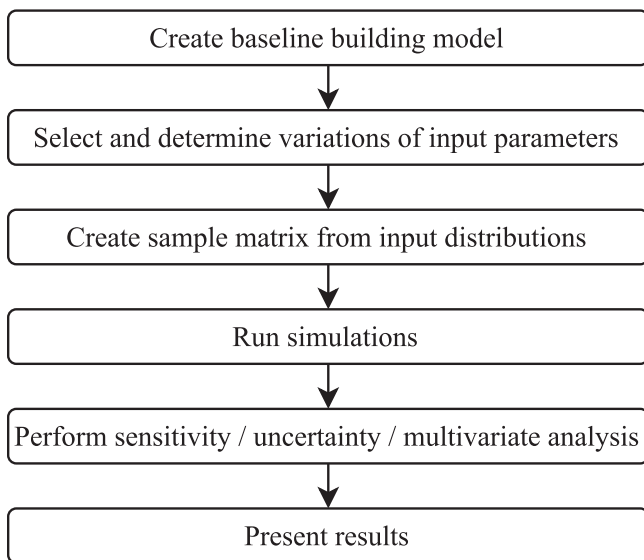 Create baseline building model
Select and determine variations of input parameters
Create sample matrix from input distributions
Run simulations
Perform sensitivity / uncertainty / multivariate analysis
Present results